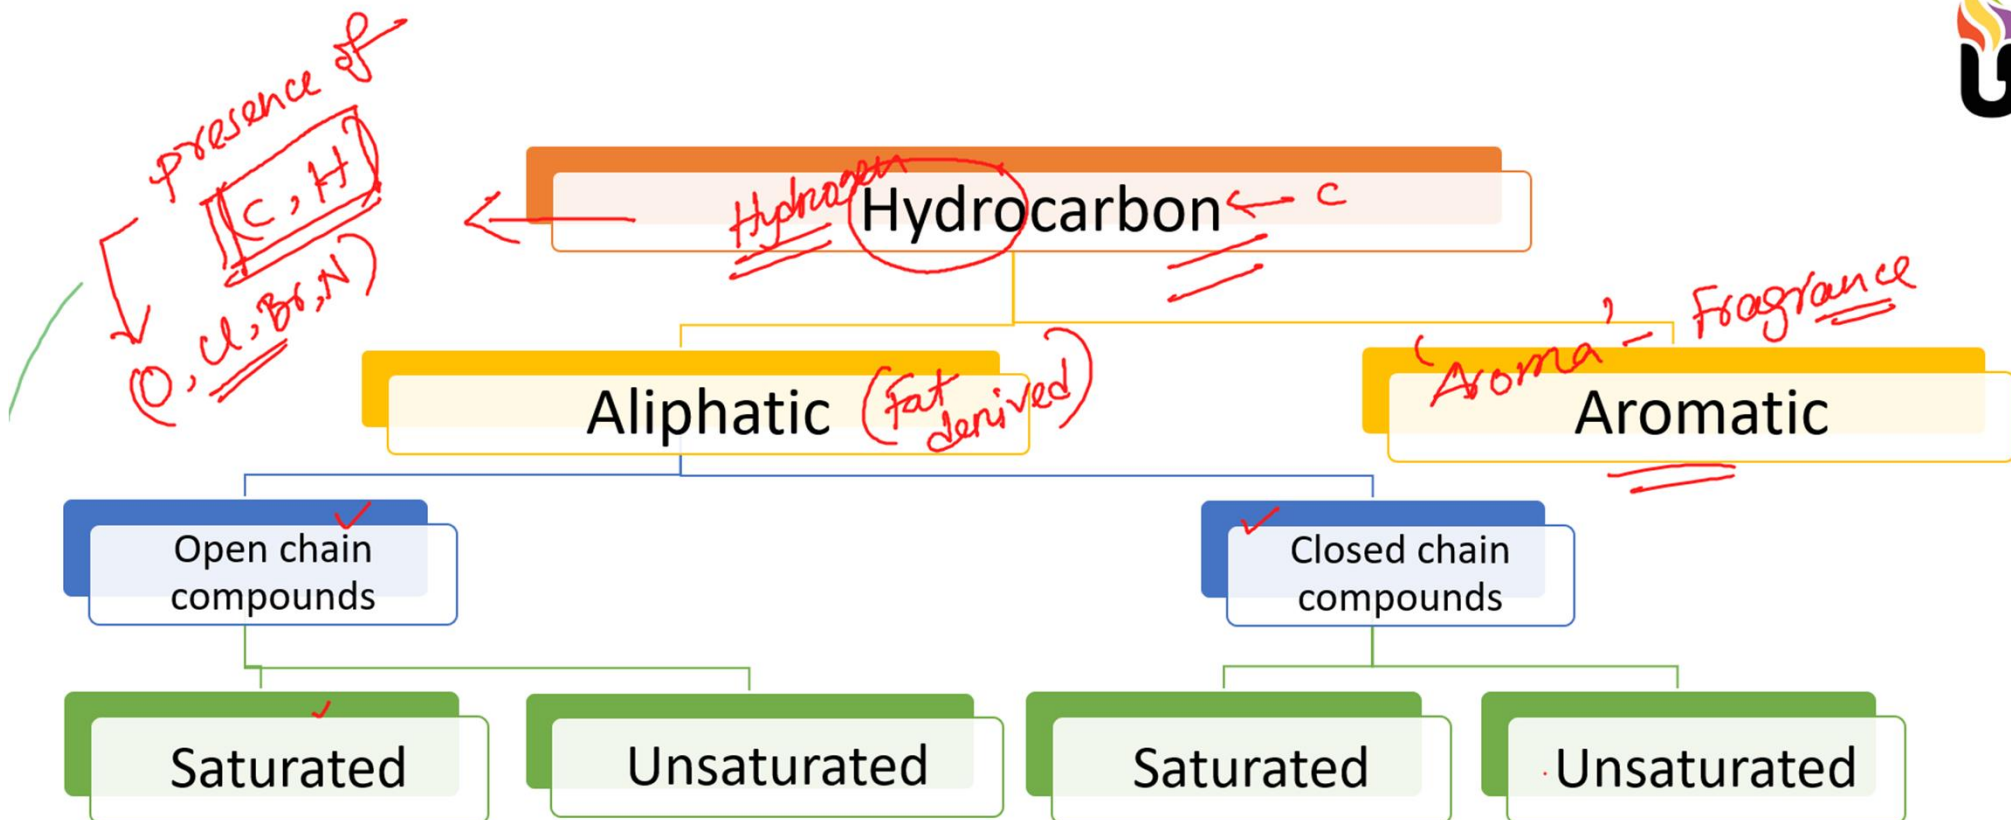 presence of
C, H
(O, Cl, Br, N)
Hydrogen
Hydrocarbon ← C
'Aroma' - Fragrance
Aliphatic (Fat
derived)
Aromatic
Open chain
compounds
Closed chain
compounds
Saturated
Unsaturated
Saturated
Unsaturated